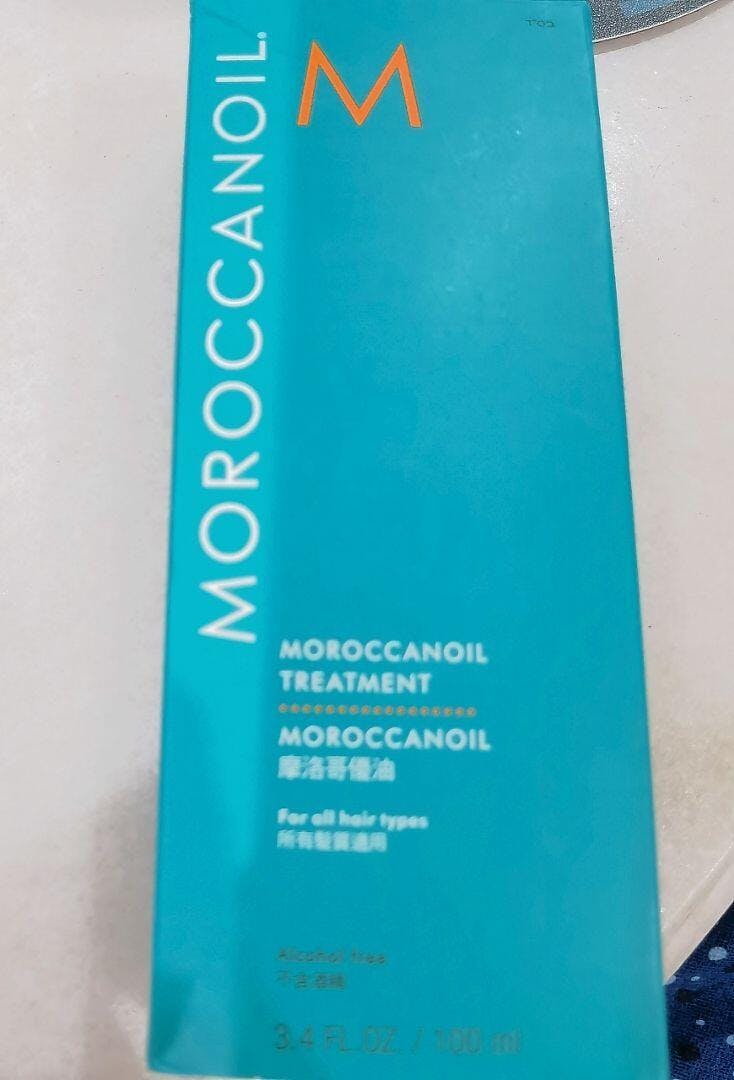 בס"ד
M
MOROCCANOIL®
MOROCCANOIL
TREATMENT
MOROCCANOIL
摩洛哥優油
For all hair types
所有髮質適用
Alcohol free
不含酒精
3.4 FL.OZ. / 100 ml